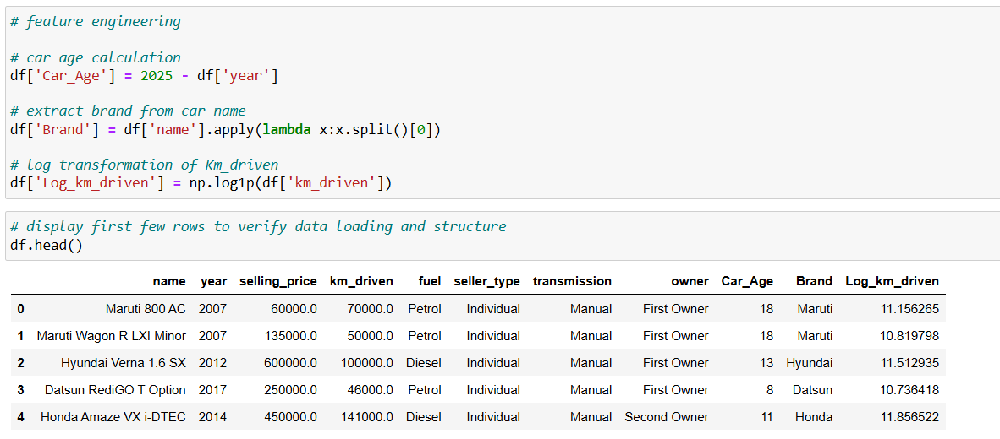 # feature engineering
# car age calculation
df['Car_Age'] = 2025 - df['year']
# extract brand from car name
df['Brand'] = df['name'].apply(lambda x:x.split()[0])
# log transformation of Km_driven
df['Log_km_driven'] = np.log1p(df['km_driven'])
# display first few rows to verify data loading and structure
df.head()
name year selling_price km_driven fuel seller_type transmission owner Car_Age Brand Log_km_driven
0 Maruti 800 AC 2007 60000.0 70000.0 Petrol Individual Manual First Owner 18 Maruti 11.156265
1 Maruti Wagon R LXI Minor 2007 135000.0 50000.0 Petrol Individual Manual First Owner 18 Maruti 10.819798
2 Hyundai Verna 1.6 SX 2012 600000.0 100000.0 Diesel Individual Manual First Owner 13 Hyundai 11.512935
3 Datsun RediGO T Option 2017 250000.0 46000.0 Petrol Individual Manual First Owner 8 Datsun 10.736418
4 Honda Amaze VX i-DTEC 2014 450000.0 141000.0 Diesel Individual Manual Second Owner 11 Honda 11.856522